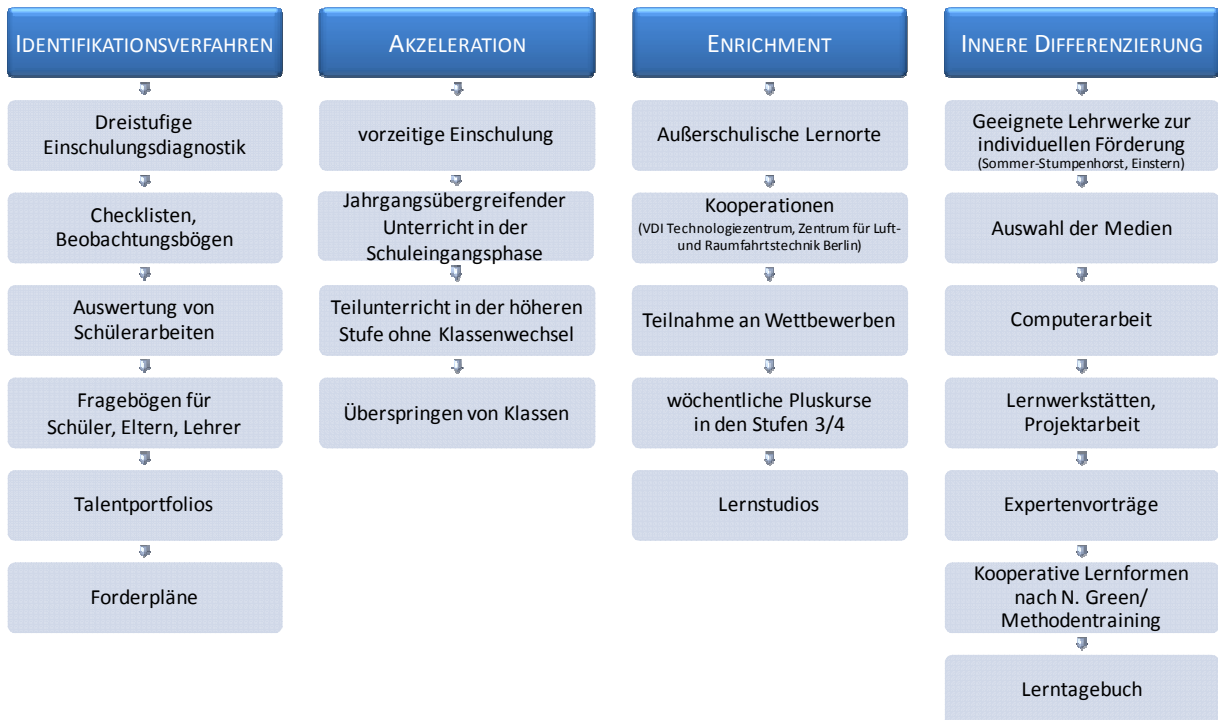 IDENTIFIKATIONSVERFAHREN
Dreistufige
Einschulungsdiagnostik
Checklisten,
Beobachtungsbögen
Auswertung von
Schülerarbeiten
Fragebögen für
Schüler, Eltern, Lehrer
Talentportfolios
Forderpläne
AKZELERATION
vorzeitige Einschulung
Jahrgangsübergreifender
Unterricht in der
Schuleingangsphase
Teilunterricht in der höheren
Stufe ohne Klassenwechsel
Überspringen von Klassen
ENRICHMENT
Außerschulische Lernorte
Kooperationen
(VDI Technologiezentrum, Zentrum für Luft-
und Raumfahrtstechnik Berlin)
Teilnahme an Wettbewerben
wöchentliche Pluskurse
in den Stufen 3/4
Lernstudios
INNERE DIFFERENZIERUNG
Geeignete Lehrwerke zur
individuellen Förderung
(Sommer-Stumpenhorst, Einstern)
Auswahl der Medien
Computerarbeit
Lernwerkstätten,
Projektarbeit
Expertenvorträge
Kooperative Lernformen
nach N. Green/
Methodentraining
Lerntagebuch